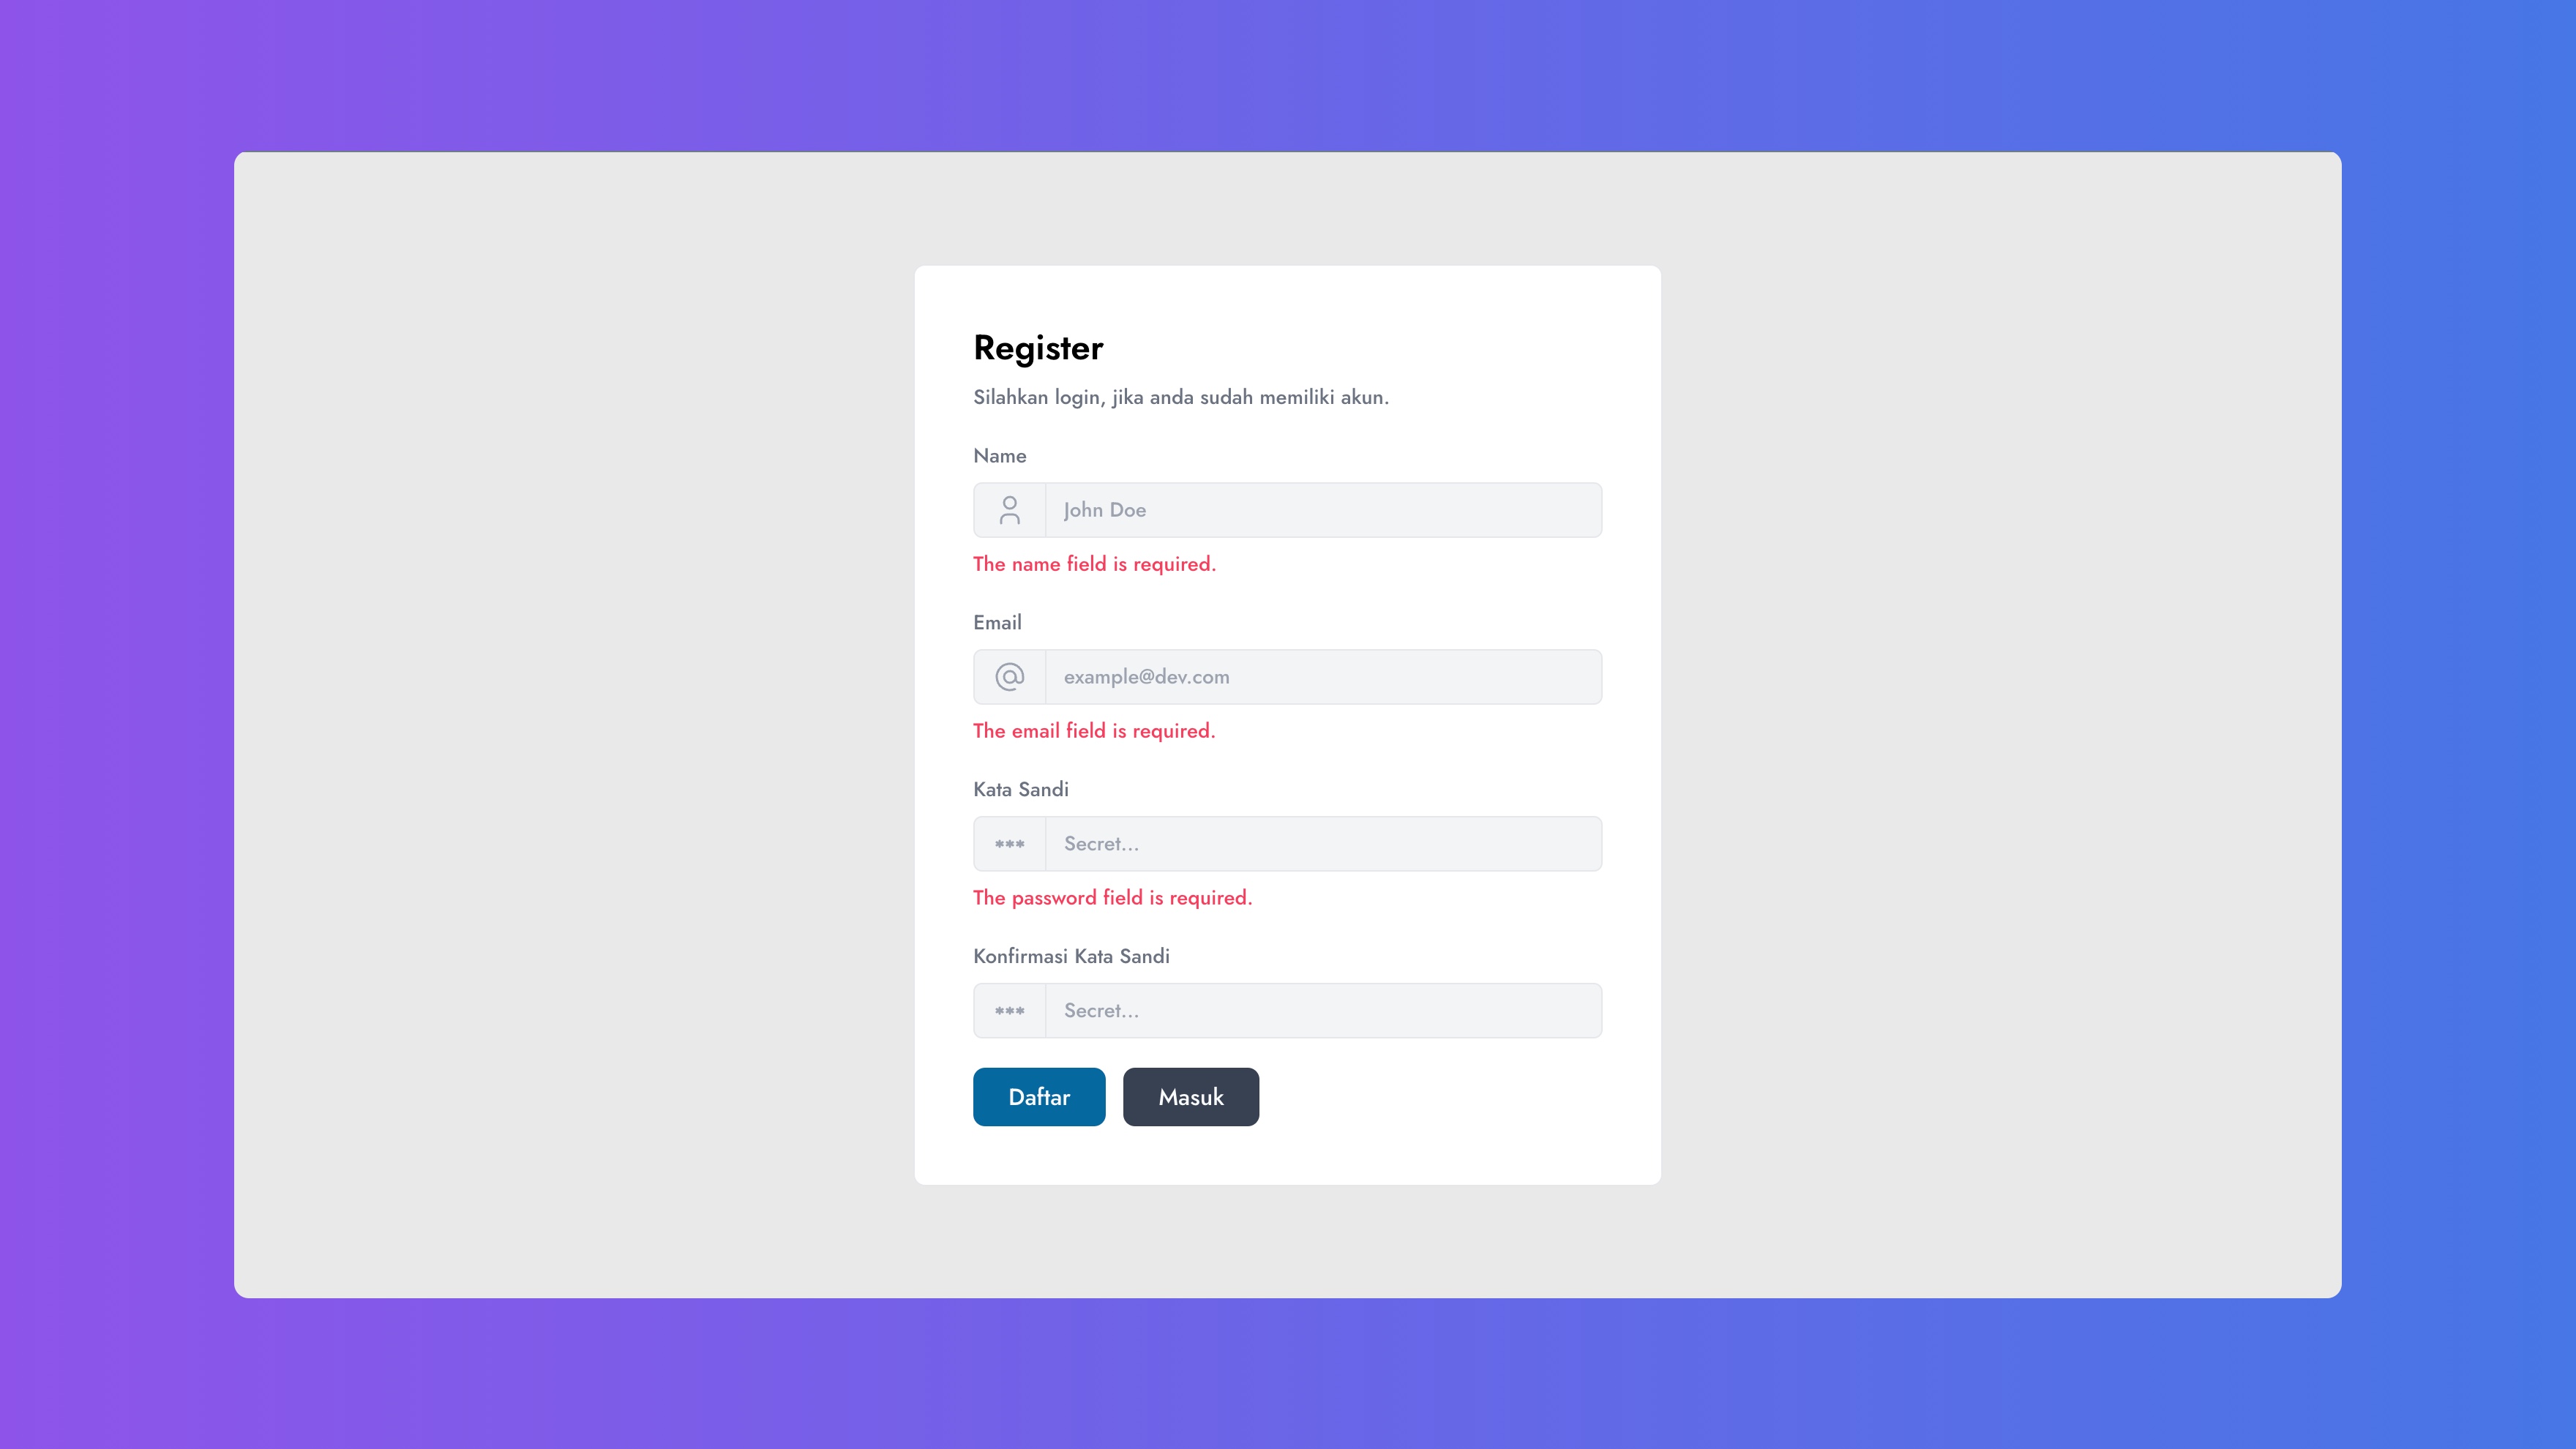 Register
Silahkan login, jika anda sudah memiliki akun.
Name
John Doe
The name field is required.
Email
@ example@dev.com
The email field is required.
Kata Sandi
*** Secret...
The password field is required.
Konfirmasi Kata Sandi
*** Secret...
Daftar Masuk